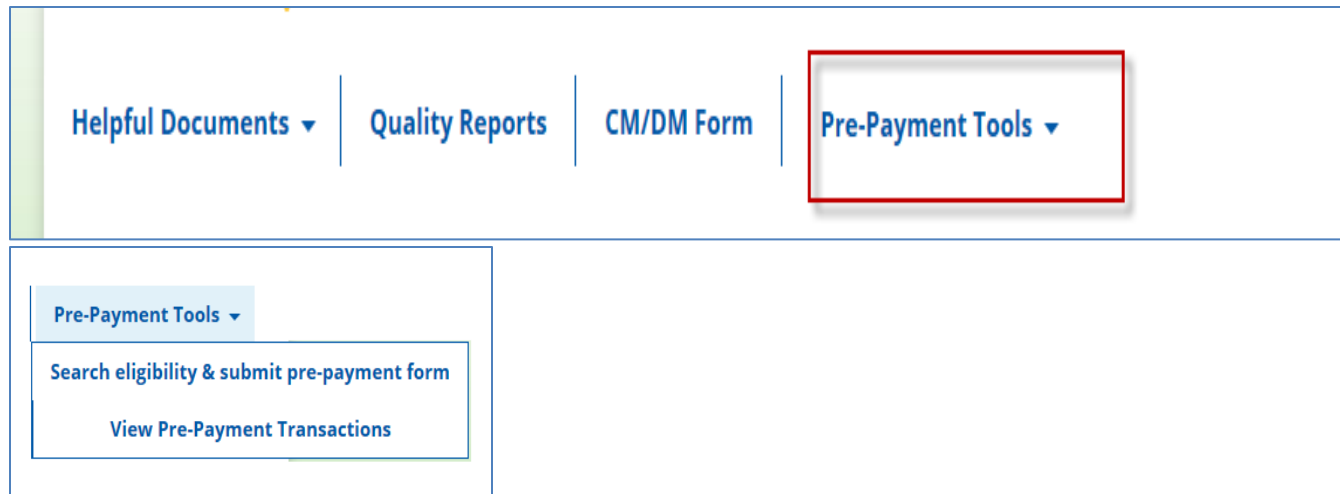 Helpful Documents Quality Reports CM/DM Form Pre-Payment Tools
Pre-Payment Tools
Search eligibility & submit pre-payment form
View Pre-Payment Transactions